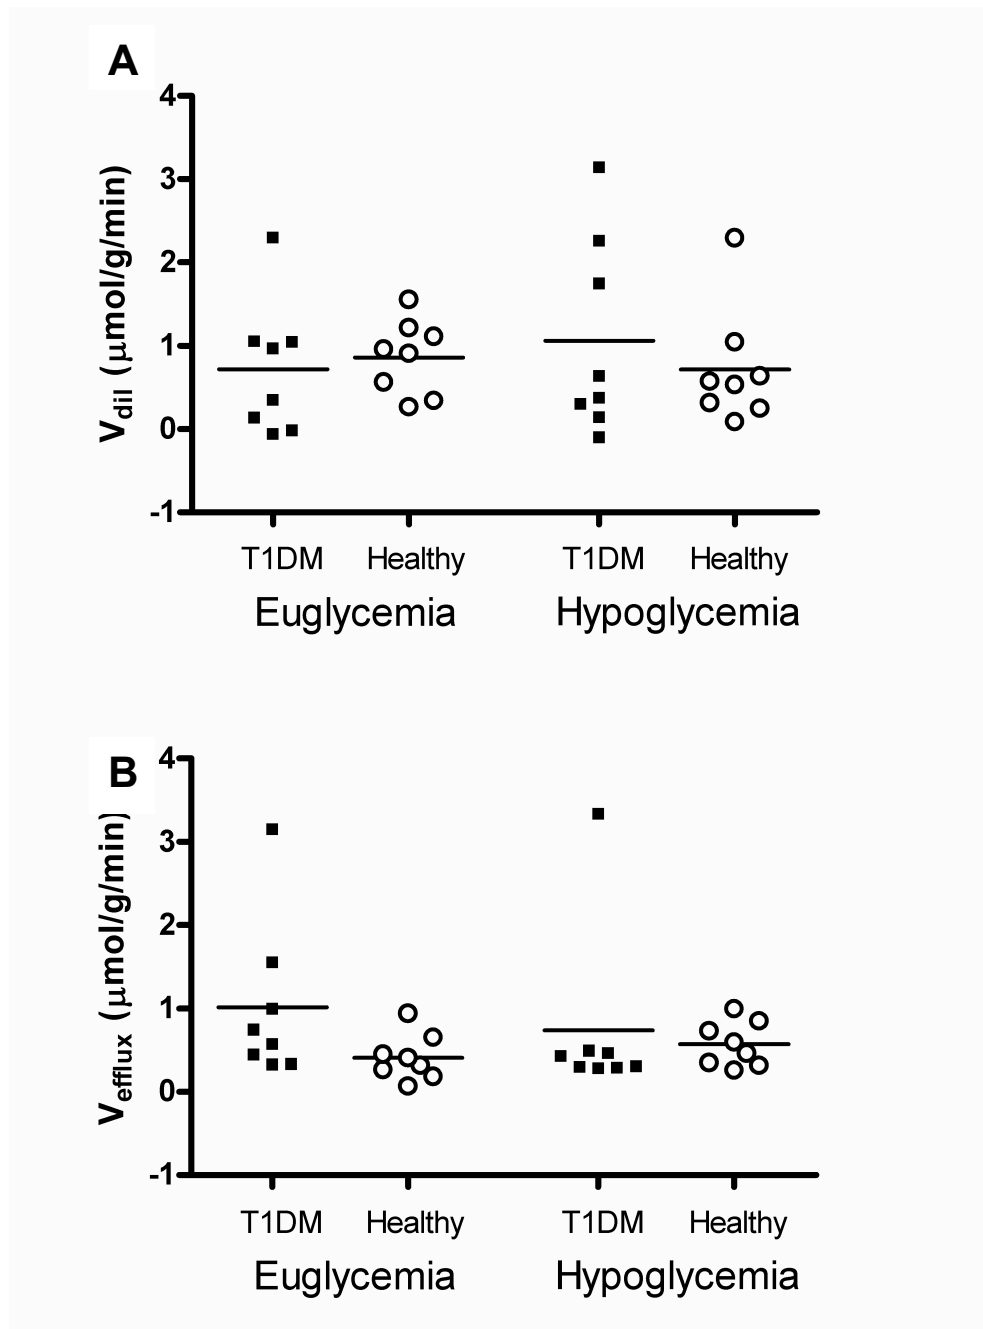 A
4
3
2
1
0
-1
Vdil (μmol/g/min)
T1DM Healthy T1DM Healthy
Euglycemia Hypoglycemia
B
4
3
2
1
0
-1
Vefflux (μmol/g/min)
T1DM Healthy T1DM Healthy
Euglycemia Hypoglycemia